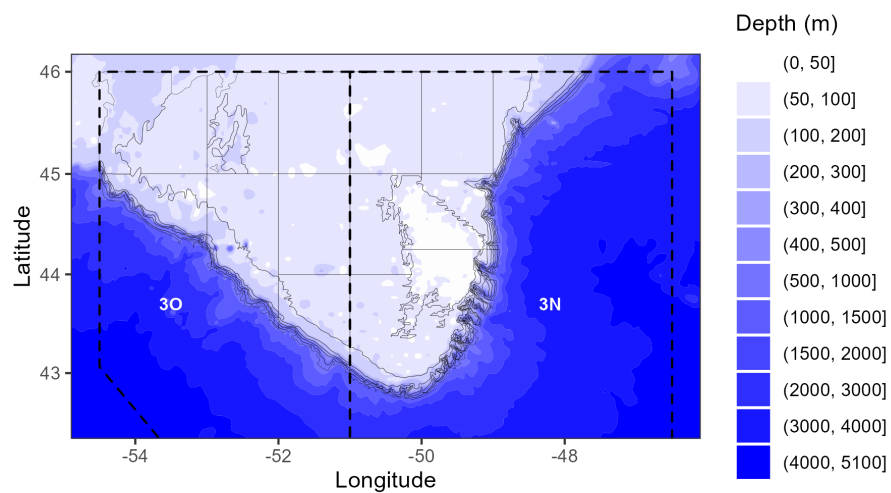 Depth (m)
(0, 50]
(50, 100]
(100, 200]
(200, 300]
(300, 400]
(400, 500]
(500, 1000]
(1000, 1500]
(1500, 2000]
(2000, 3000]
(3000, 4000]
(4000, 5100]
46
45
44
43
Latitude
3O
3N
-54 -52 -50 -48
Longitude